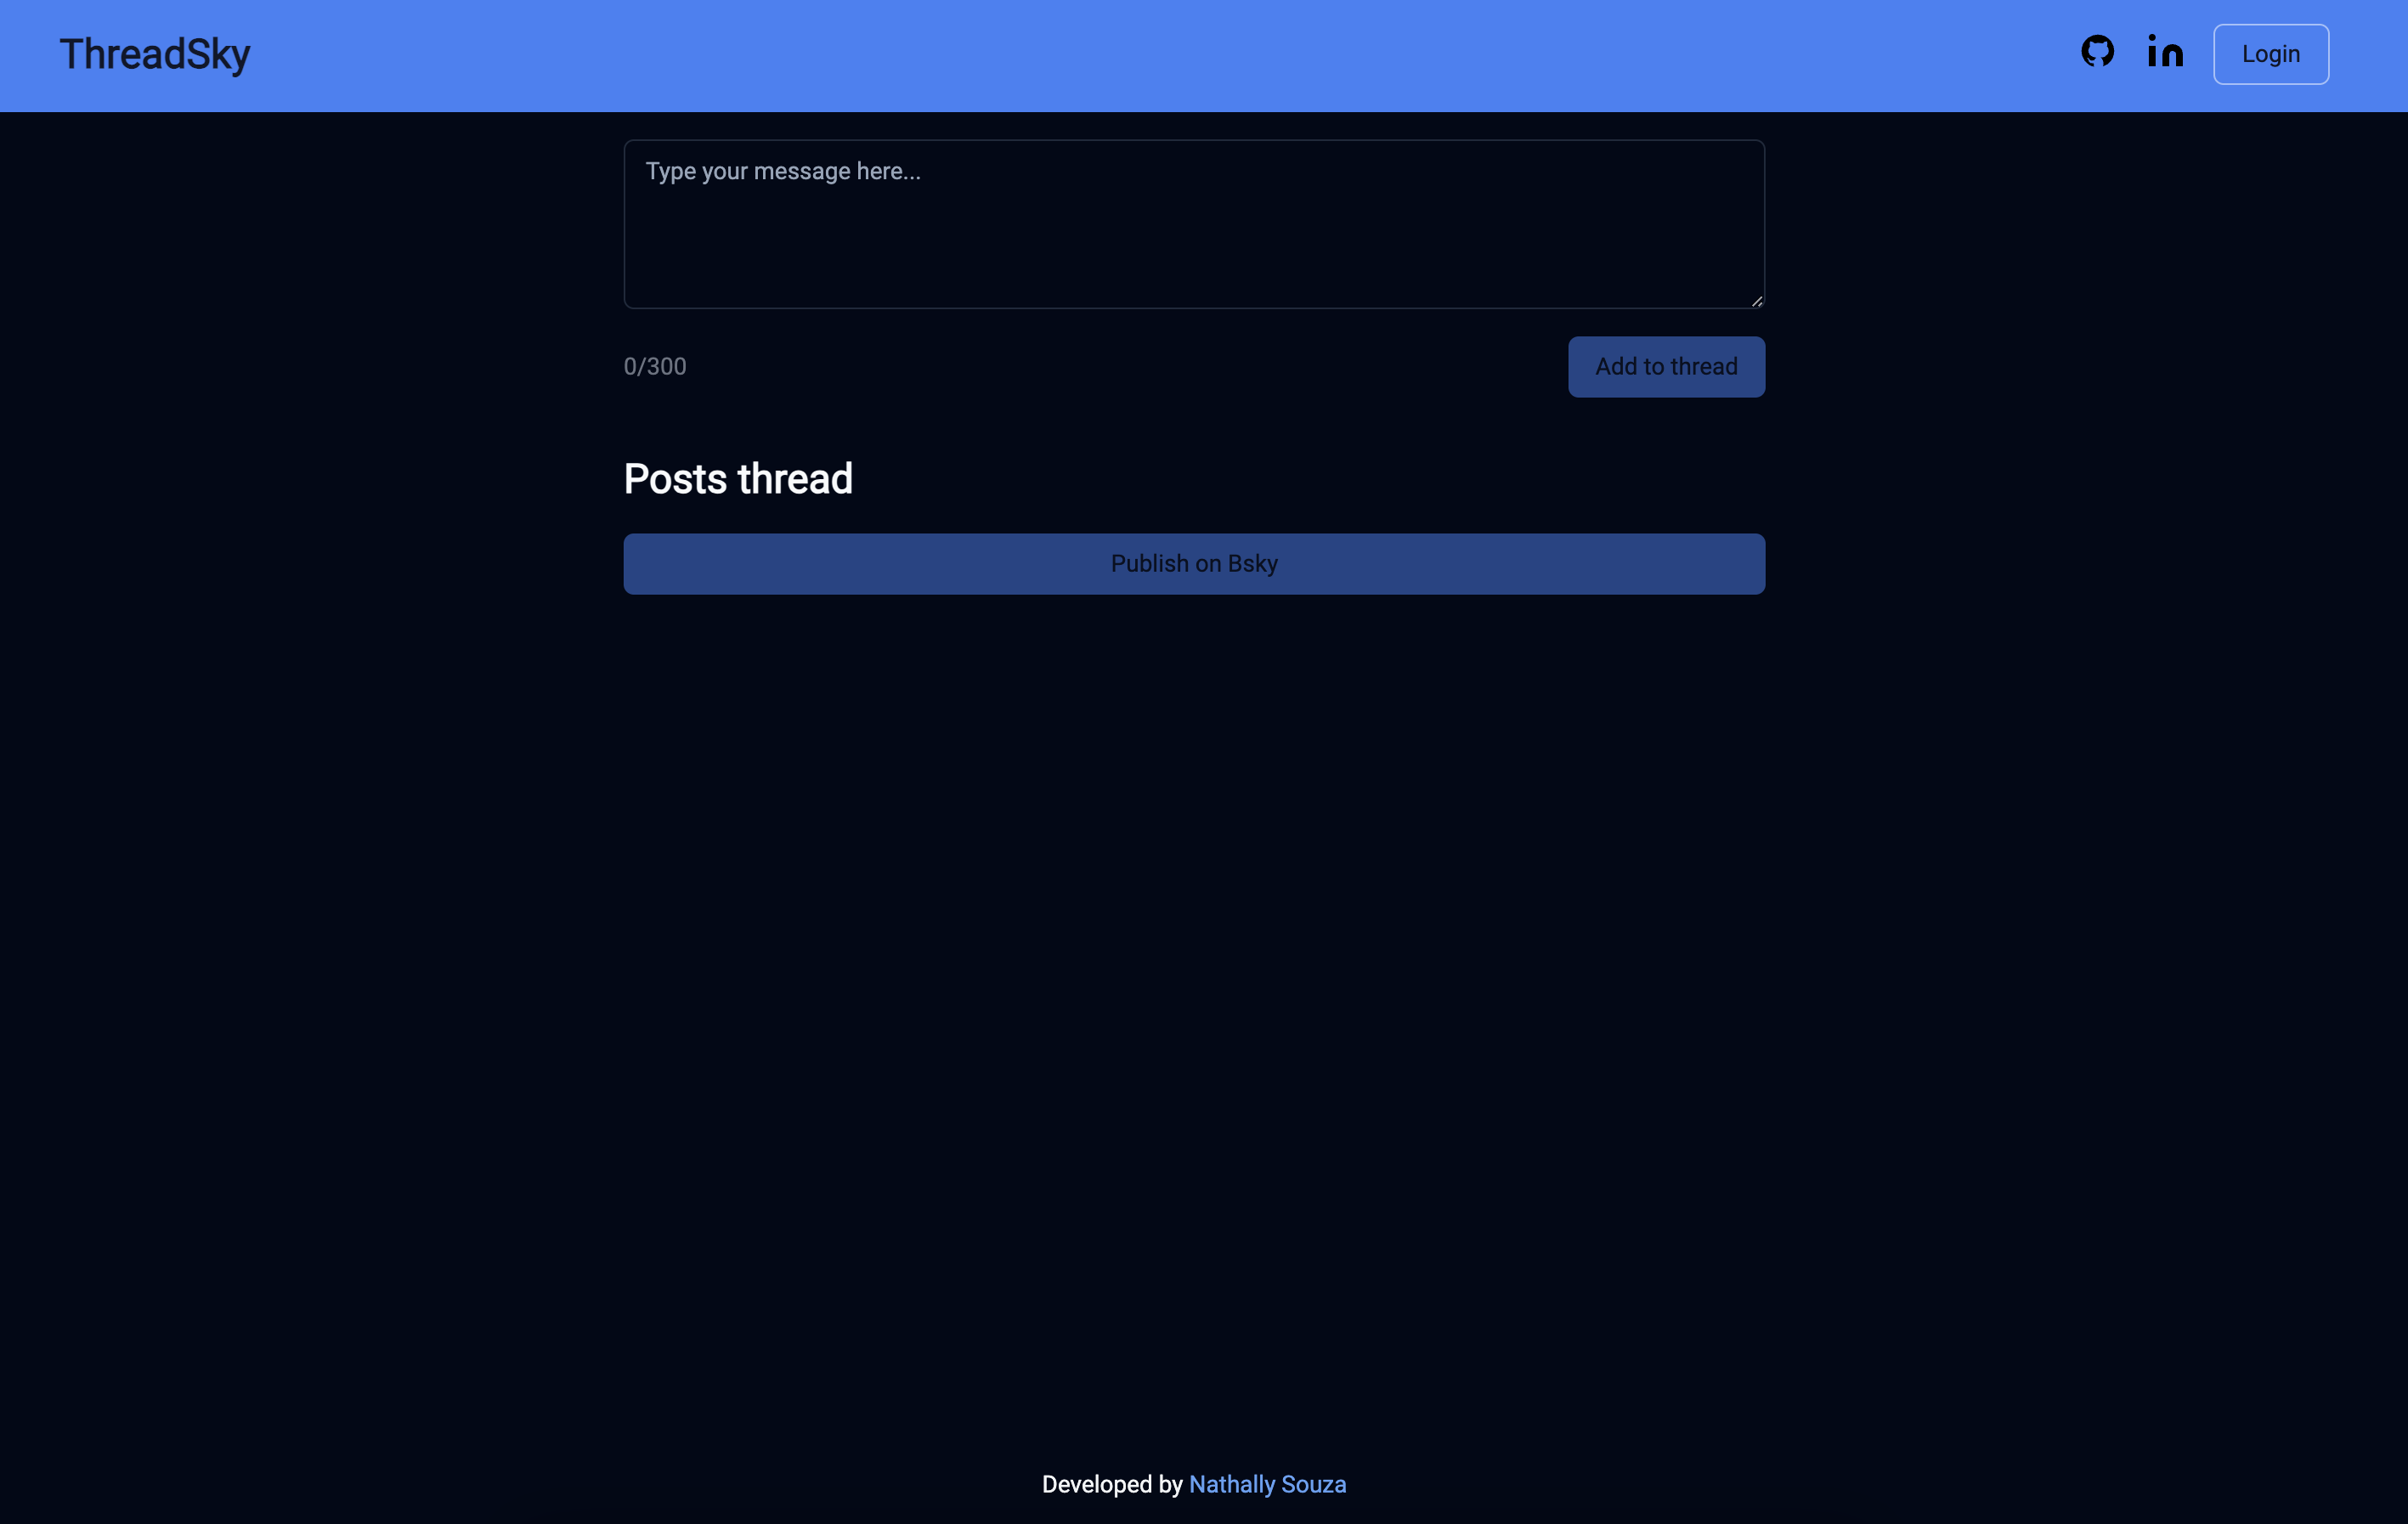 ThreadSky
in
Login
Type your message here...
0/300
Add to thread
Posts thread
Publish on Bsky
Developed by Nathally Souza